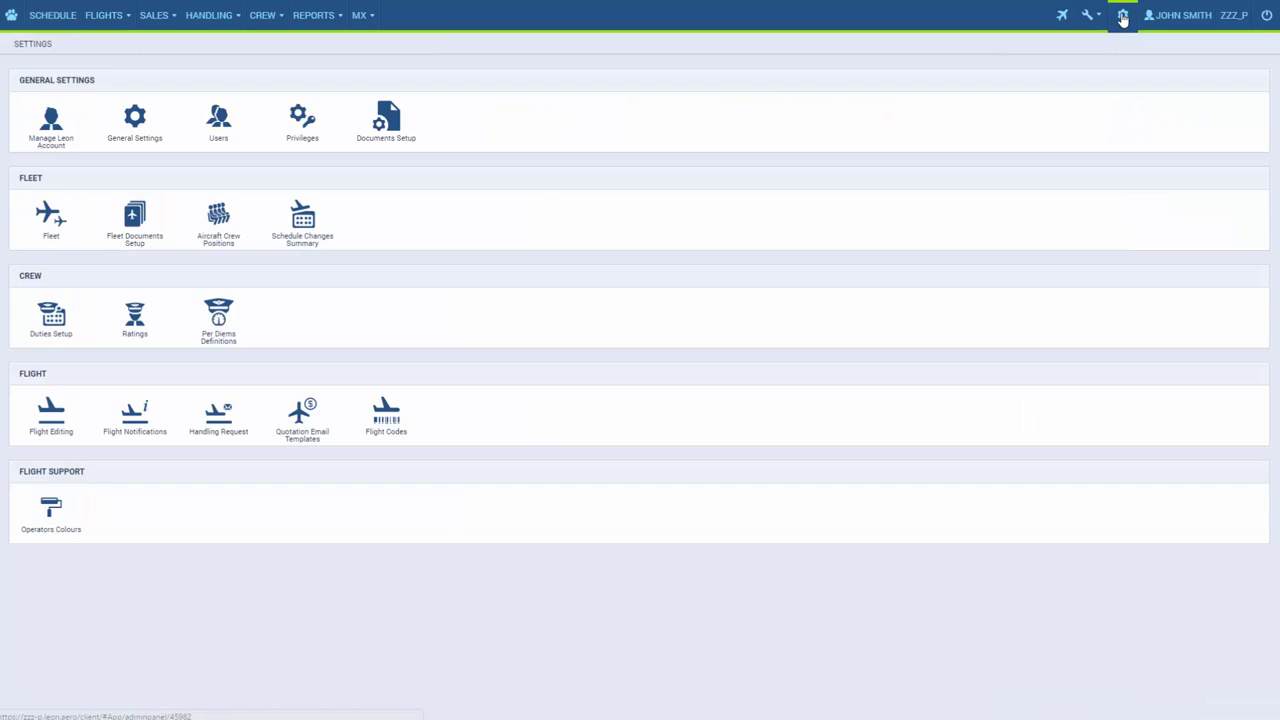 SCHEDULE FLIGHTS SALES HANDLING CREW REPORTS MX JOHN SMITH ZZZ_P
SETTINGS
GENERAL SETTINGS
Manage Leon Account
General Settings
Users
Privileges
Documents Setup
FLEET
Fleet
Fleet Documents Setup
Aircraft Crew Positions
Schedule Changes Summary
CREW
Duties Setup
Ratings
Per Diems Definitions
FLIGHT
Flight Editing
Flight Notifications
Handling Request
Quotation Email Templates
Flight Codes
FLIGHT SUPPORT
Operators Colours
https://zzz-p.leon.aero/client/#App/adminpanel/45982